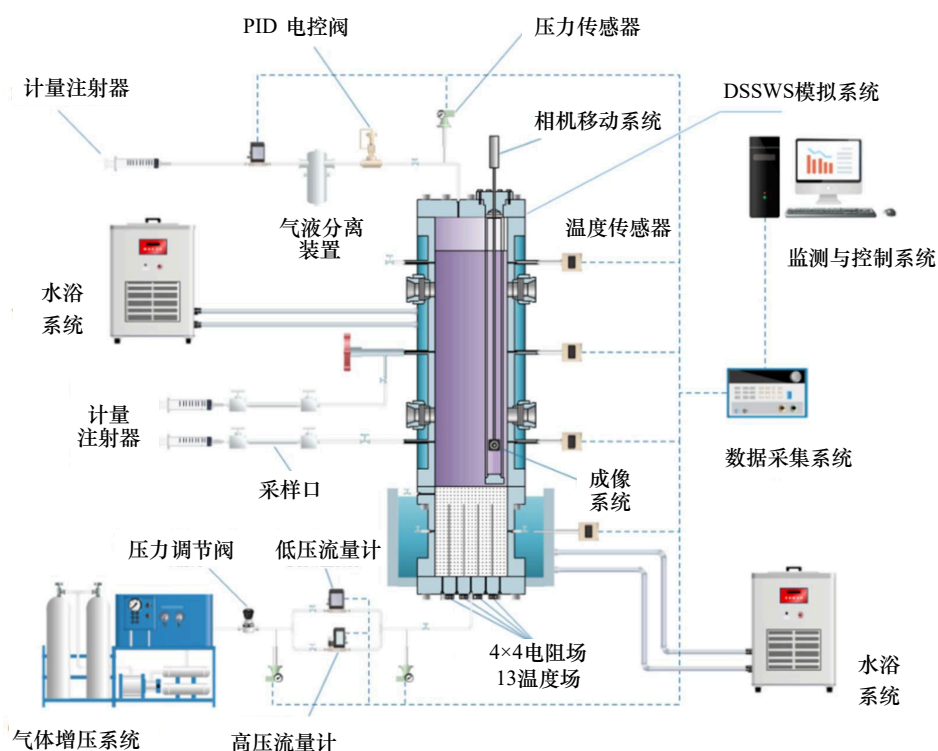 PID 电控阀
压力传感器
计量注射器
DSSWS模拟系统
相机移动系统
气液分离
装置
温度传感器
监测与控制系统
水浴
系统
计量
注射器
采样口
成像
系统
数据采集系统
压力调节阀
低压流量计
4×4电阻场
13温度场
水浴
系统
气体增压系统
高压流量计